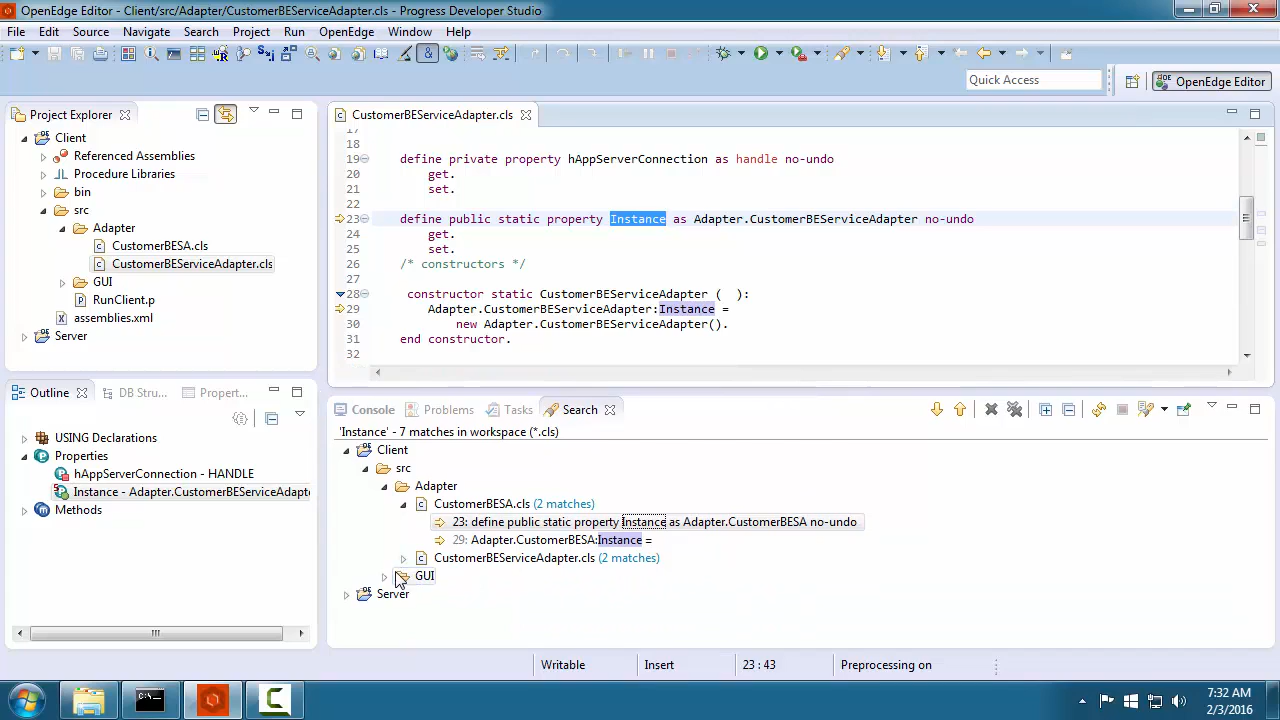 OpenEdge Editor - Client/src/Adapter/CustomerBEServiceAdapter.cls - Progress Developer Studio
File Edit Source Navigate Search Project Run OpenEdge Window Help
Quick Access
OpenEdge Editor
Project Explorer
Client
Referenced Assemblies
Procedure Libraries
bin
src
Adapter
CustomerBESA.cls
CustomerBEServiceAdapter.cls
GUI
RunClient.p
assemblies.xml
Server
CustomerBEServiceAdapter.cls
17
18
19 define private property hAppServerConnection as handle no-undo
20 get.
21 set.
22
23 define public static property Instance as Adapter.CustomerBEServiceAdapter no-undo
24 get.
25 set.
26 /* constructors */
27
28 constructor static CustomerBEServiceAdapter ( ):
29 Adapter.CustomerBEServiceAdapter:Instance =
30 new Adapter.CustomerBEServiceAdapter().
31 end constructor.
32
Outline DB Stru... Propert...
USING Declarations
Properties
hAppServerConnection - HANDLE
Instance - Adapter.CustomerBEServiceAdapte
Methods
Console Problems Tasks Search
'Instance' - 7 matches in workspace (*.cls)
Client
src
Adapter
CustomerBESA.cls (2 matches)
23: define public static property Instance as Adapter.CustomerBESA no-undo
29: Adapter.CustomerBESA:Instance =
CustomerBEServiceAdapter.cls (2 matches)
GUI
Server
Writable Insert 23 : 43 Preprocessing on
7:32 AM
2/3/2016